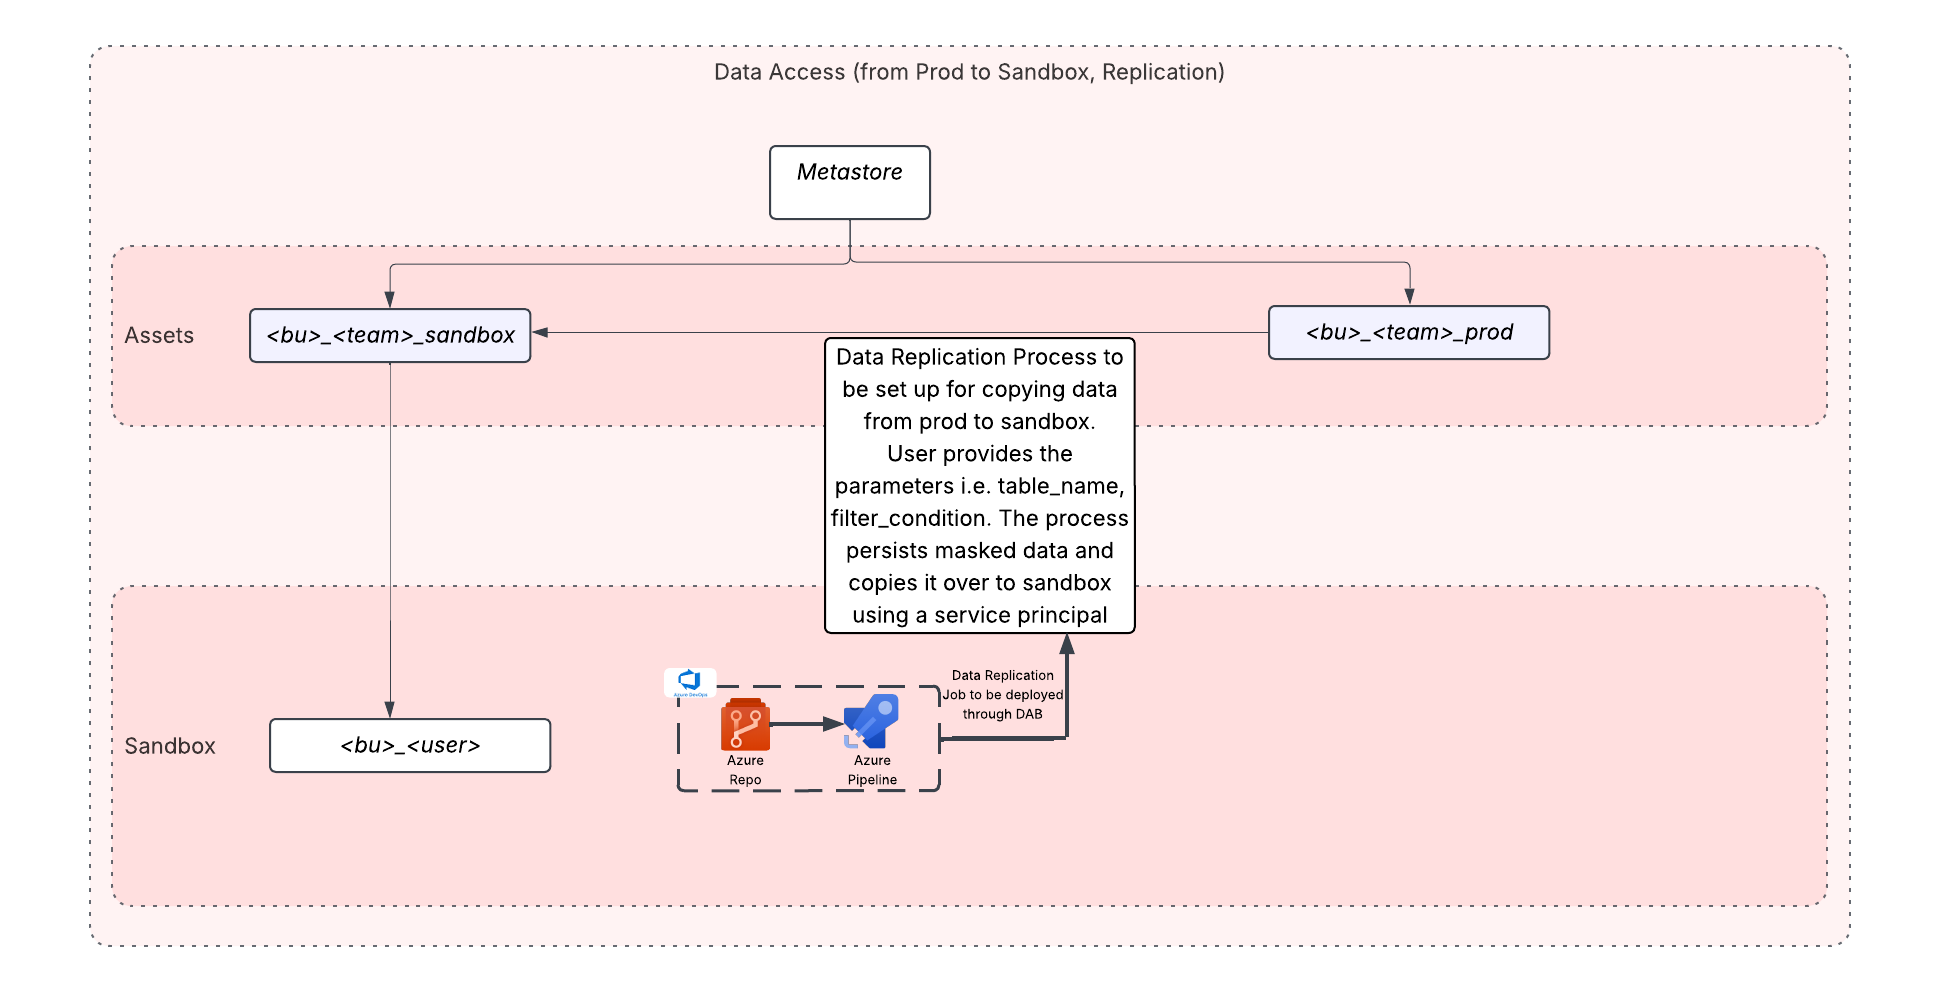 Data Access (from Prod to Sandbox, Replication)
Metastore
Assets
<bu>_<team>_sandbox
<bu>_<team>_prod
Data Replication Process to
be set up for copying data
from prod to sandbox.
User provides the
parameters i.e. table_name,
filter_condition. The process
persists masked data and
copies it over to sandbox
using a service principal
Azure DevOps
Data Replication
Job to be deployed
through DAB
Sandbox
<bu>_<user>
Azure
Repo
Azure
Pipeline